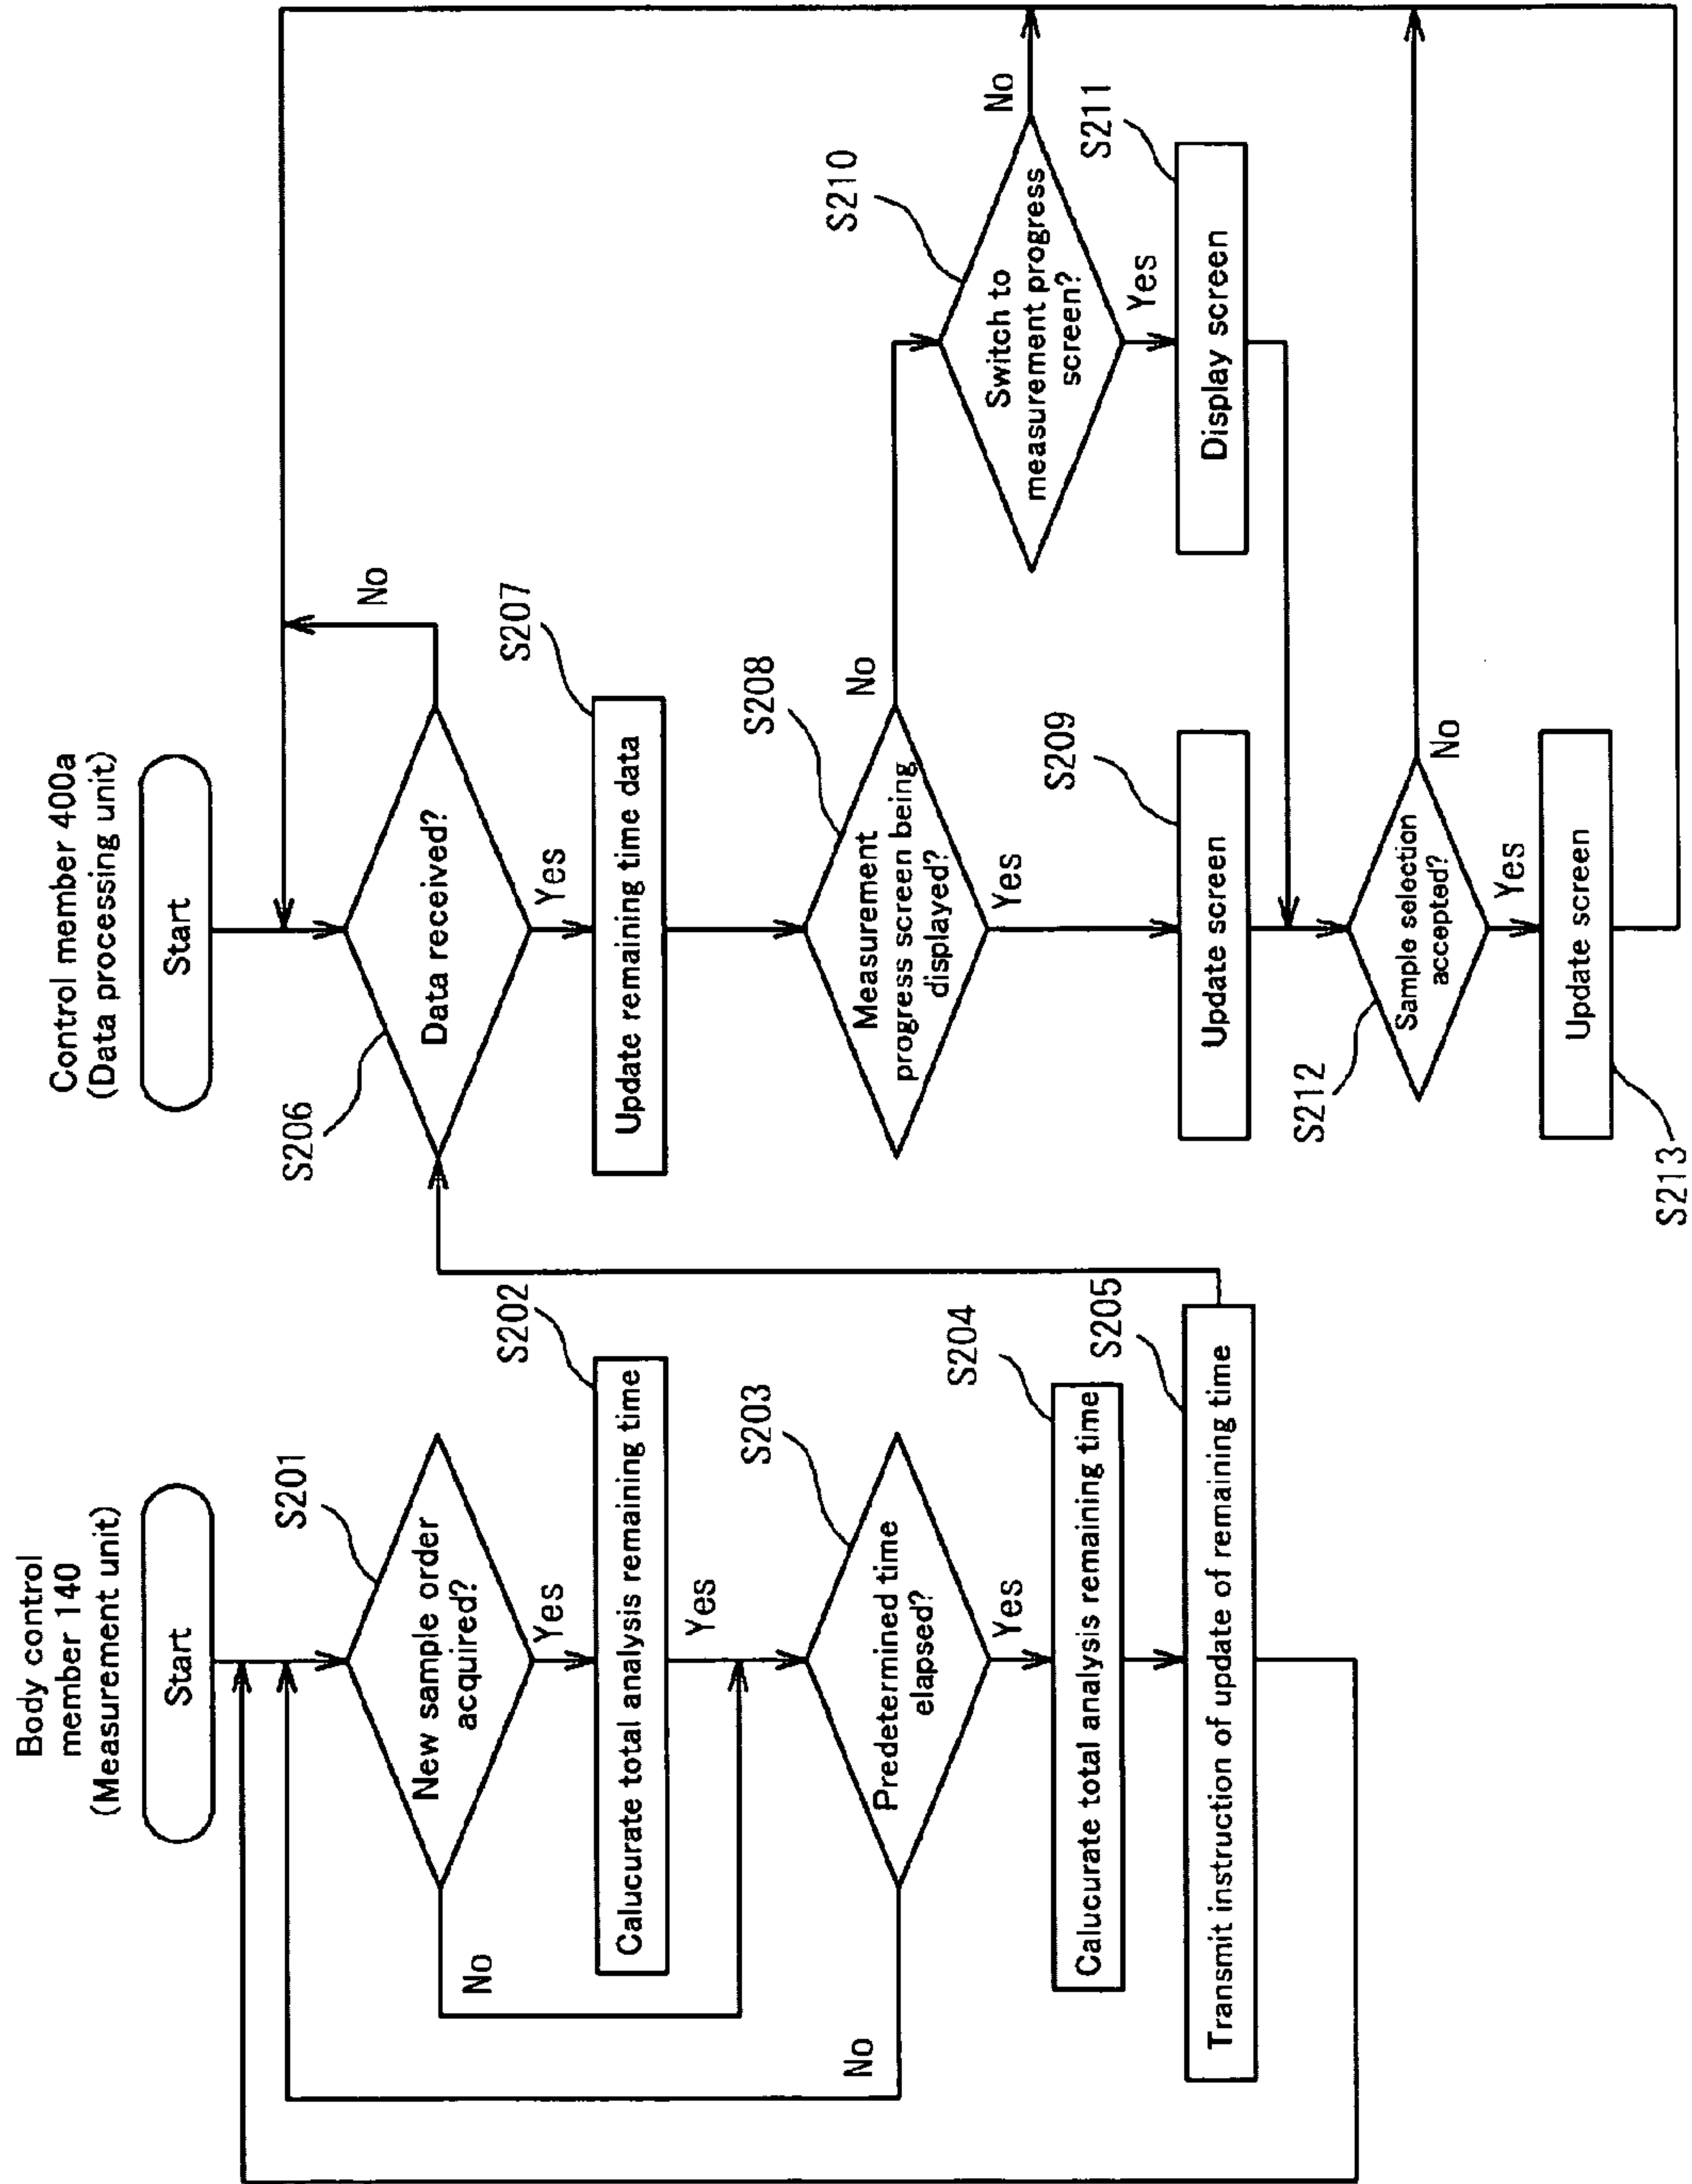 Body control
member 140
(Measurement unit)
Start
S201
New sample order
acquired?
Yes
No
S202
Calucurate total analysis remaining time
Yes
S203
Predetermined time
elapsed?
Yes
No
S204
Calucurate total analysis remaining time
S205
Transmit instruction of update of remaining time
Control member 400a
(Data processing unit)
Start
S206
Data received?
No
Yes
S207
Update remaining time data
S208
Measurement
progress screen being
displayed?
No
Yes
S209
Update screen
S210
Switch to
measurement progress
screen?
No
Yes
S211
Display screen
S212
Sample selection
accepted?
No
Yes
Update screen
S213